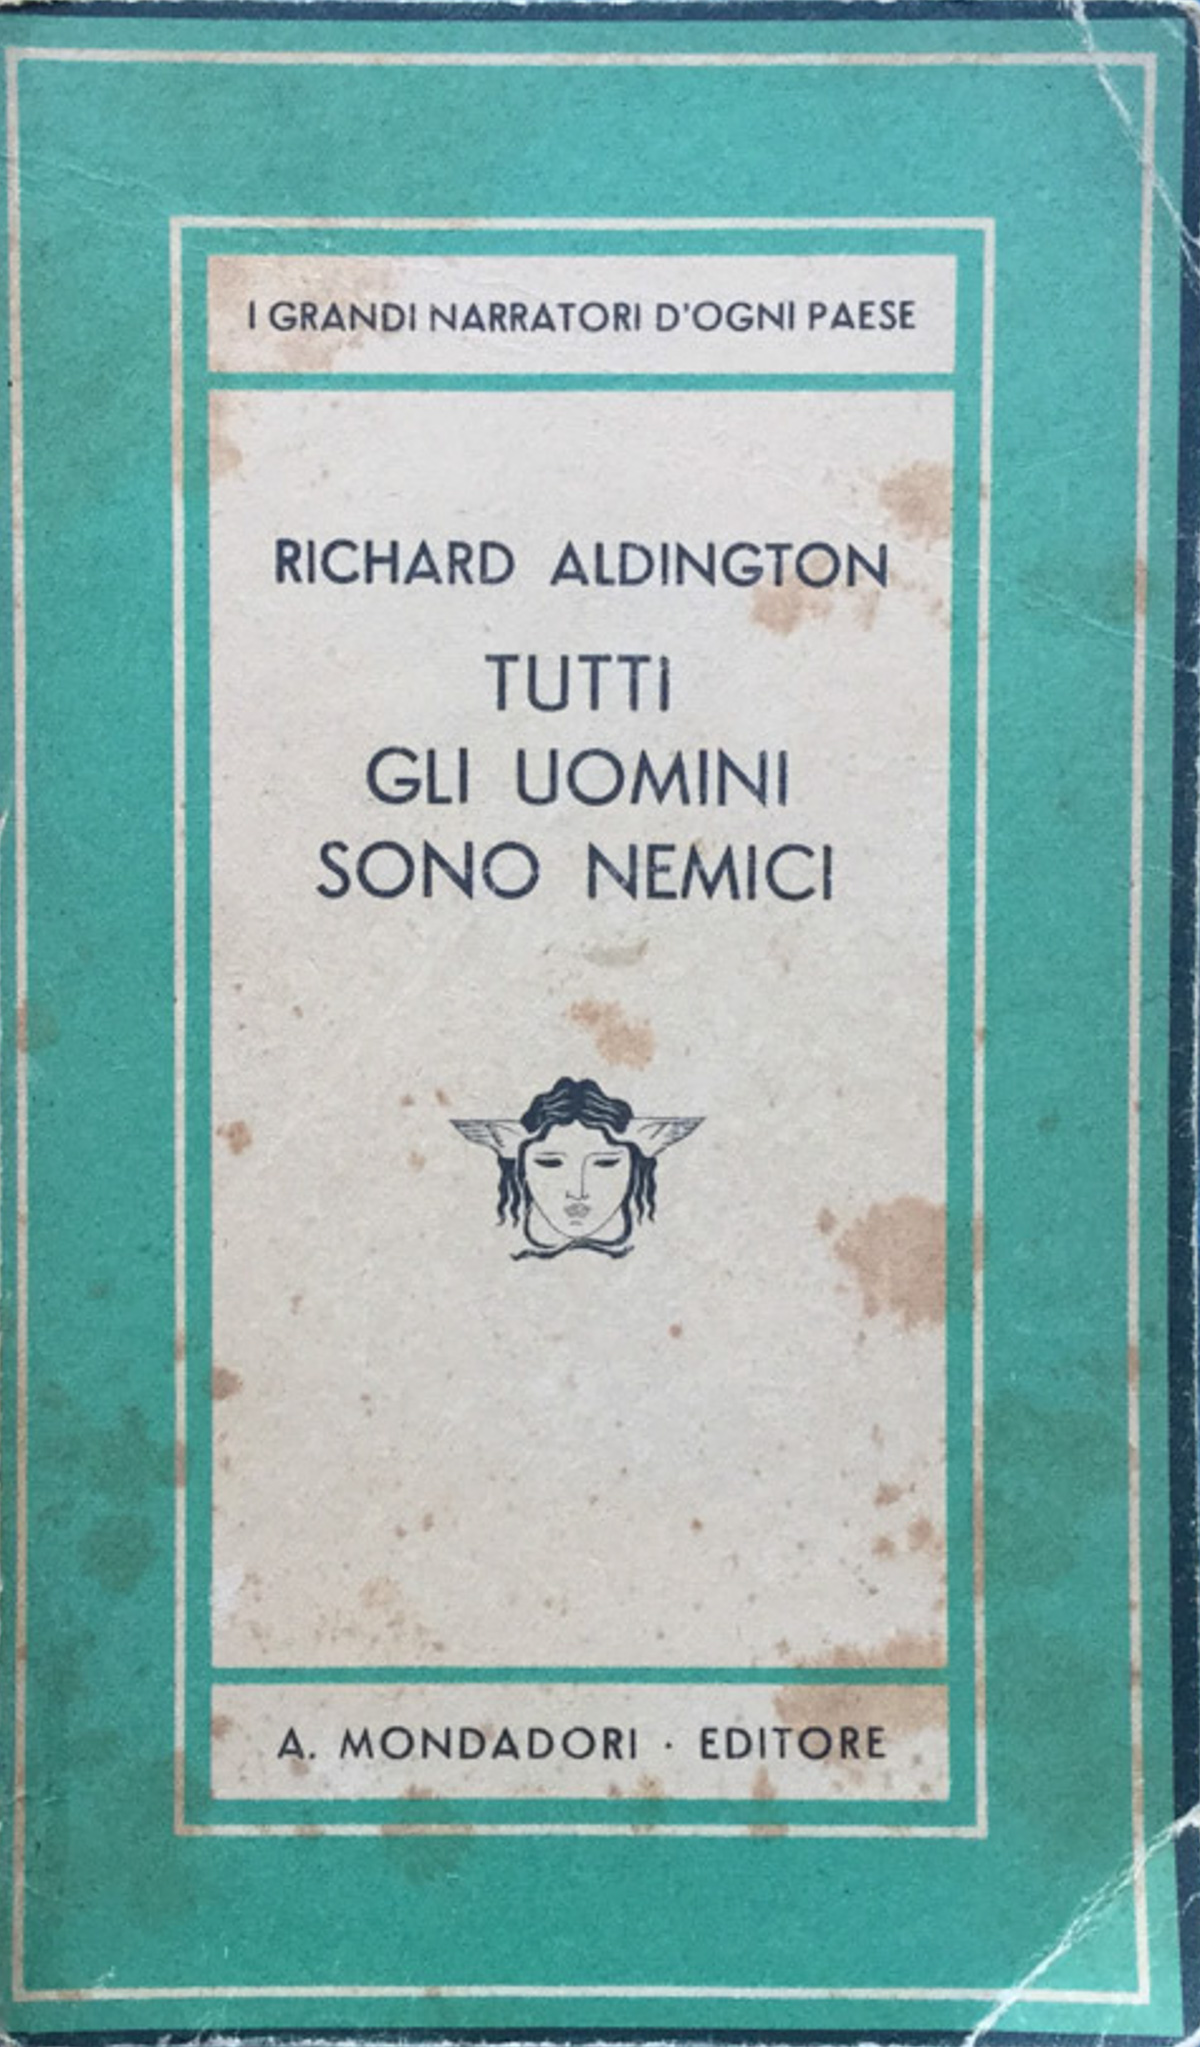 I GRANDI NARRATORI D'OGNI PAESE
RICHARD ALDINGTON
TUTTI
GLI UOMINI
SONO NEMICI
A. MONDADORI · EDITORE